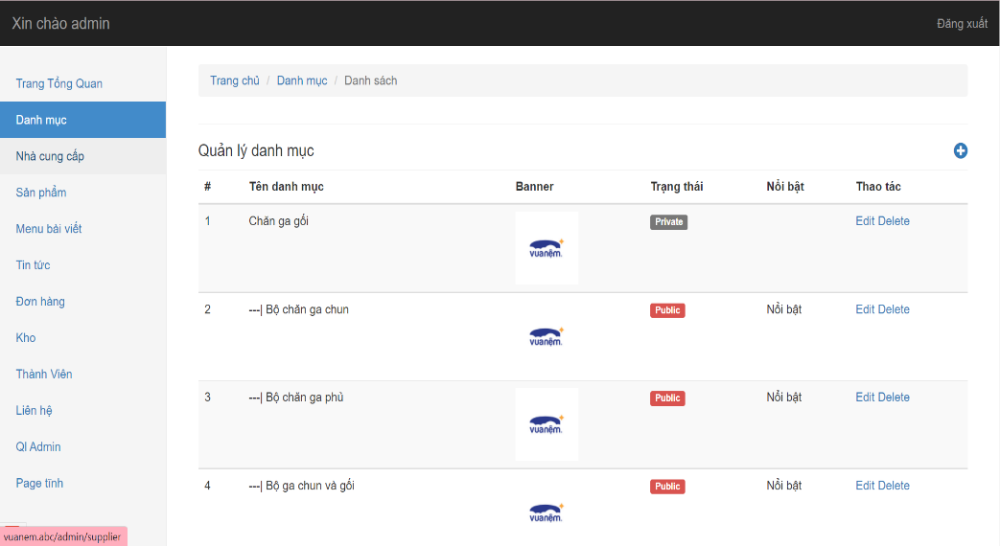 Xin chào admin
Đăng xuất
Trang Tổng Quan
Danh mục
Nhà cung cấp
Sản phẩm
Menu bài viết
Tin tức
Đơn hàng
Kho
Thành Viên
Liên hệ
Ql Admin
Page tĩnh
vuanem.abc/admin/supplier
Trang chủ / Danh mục / Danh sách
Quản lý danh mục
# Tên danh mục Banner Trạng thái Nổi bật Thao tác
1 Chăn ga gối vuanệm. Private Edit Delete
2 ---| Bộ chăn ga chun vuanệm. Public Nổi bật Edit Delete
3 ---| Bộ chăn ga phủ vuanệm. Public Nổi bật Edit Delete
4 ---| Bộ ga chun và gối vuanệm. Public Nổi bật Edit Delete